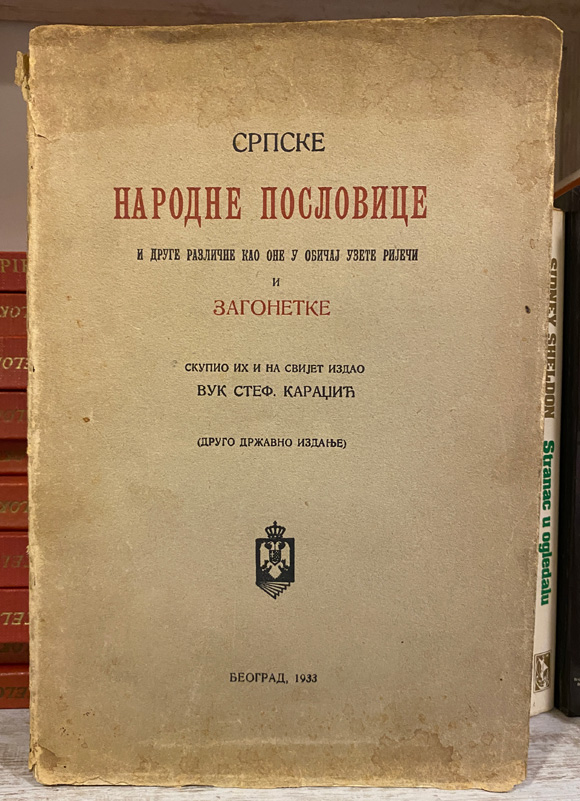 СРПСКЕ
НАРОДНЕ ПОСЛОВИЦЕ
И ДРУГЕ РАЗЛИЧНЕ КАО ОНЕ У ОБИЧАЈ УЗЕТЕ РИЈЕЧИ
И
ЗАГОНЕТКЕ
СКУПИО ИХ И НА СВИЈЕТ ИЗДАО
ВУК СТЕФ. КАРАЏИЋ
(ДРУГО ДРЖАВНО ИЗДАЊЕ)
БЕОГРАД, 1933
SIDNEY SHELDON
Stranac u ogledalu